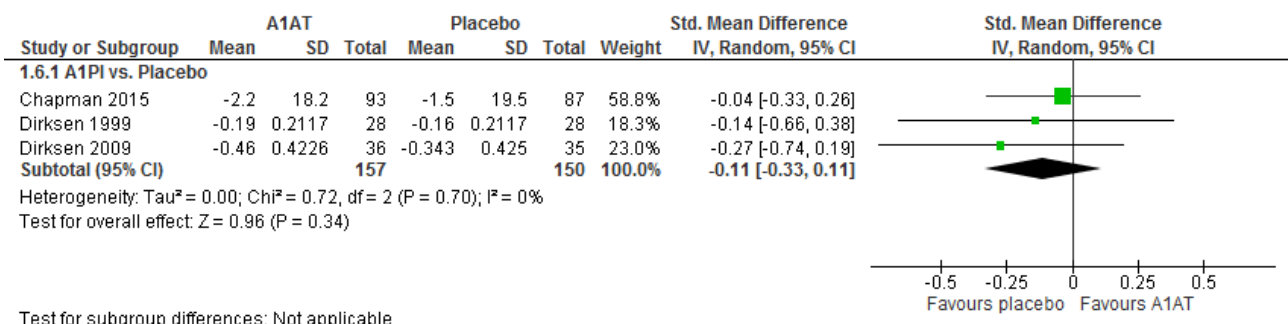 A1AT Placebo Std. Mean Difference Std. Mean Difference
Study or Subgroup Mean SD Total Mean SD Total Weight IV, Random, 95% CI IV, Random, 95% CI
1.6.1 A1PI vs. Placebo
Chapman 2015 -2.2 18.2 93 -1.5 19.5 87 58.8% -0.04 [-0.33, 0.26]
Dirksen 1999 -0.19 0.2117 28 -0.16 0.2117 28 18.3% -0.14 [-0.66, 0.38]
Dirksen 2009 -0.46 0.4226 36 -0.343 0.425 35 23.0% -0.27 [-0.74, 0.19]
Subtotal (95% CI) 157 150 100.0% -0.11 [-0.33, 0.11]
Heterogeneity: Tau² = 0.00; Chi² = 0.72, df = 2 (P = 0.70); I² = 0%
Test for overall effect: Z = 0.96 (P = 0.34)
-0.5 -0.25 0 0.25 0.5
Favours placebo Favours A1AT
Test for subgroup differences: Not applicable